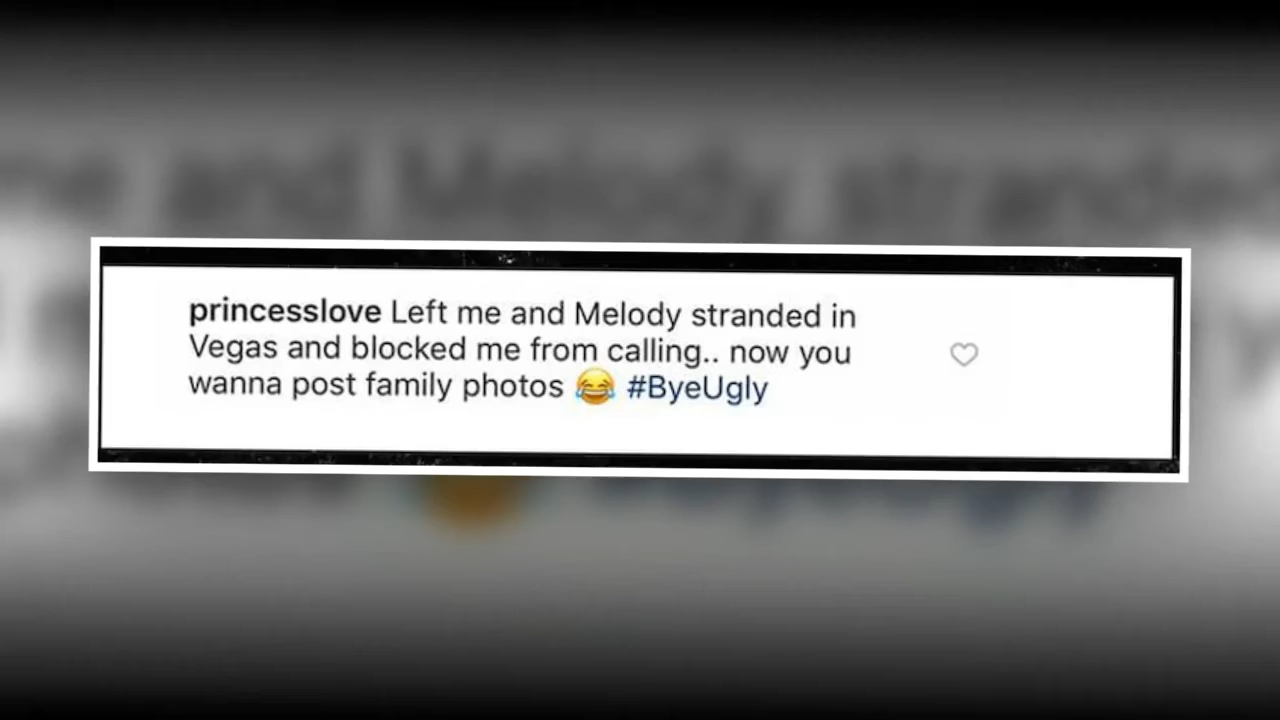 princesslove Left me and Melody stranded in
Vegas and blocked me from calling.. now you
wanna post family photos 😂 #ByeUgly